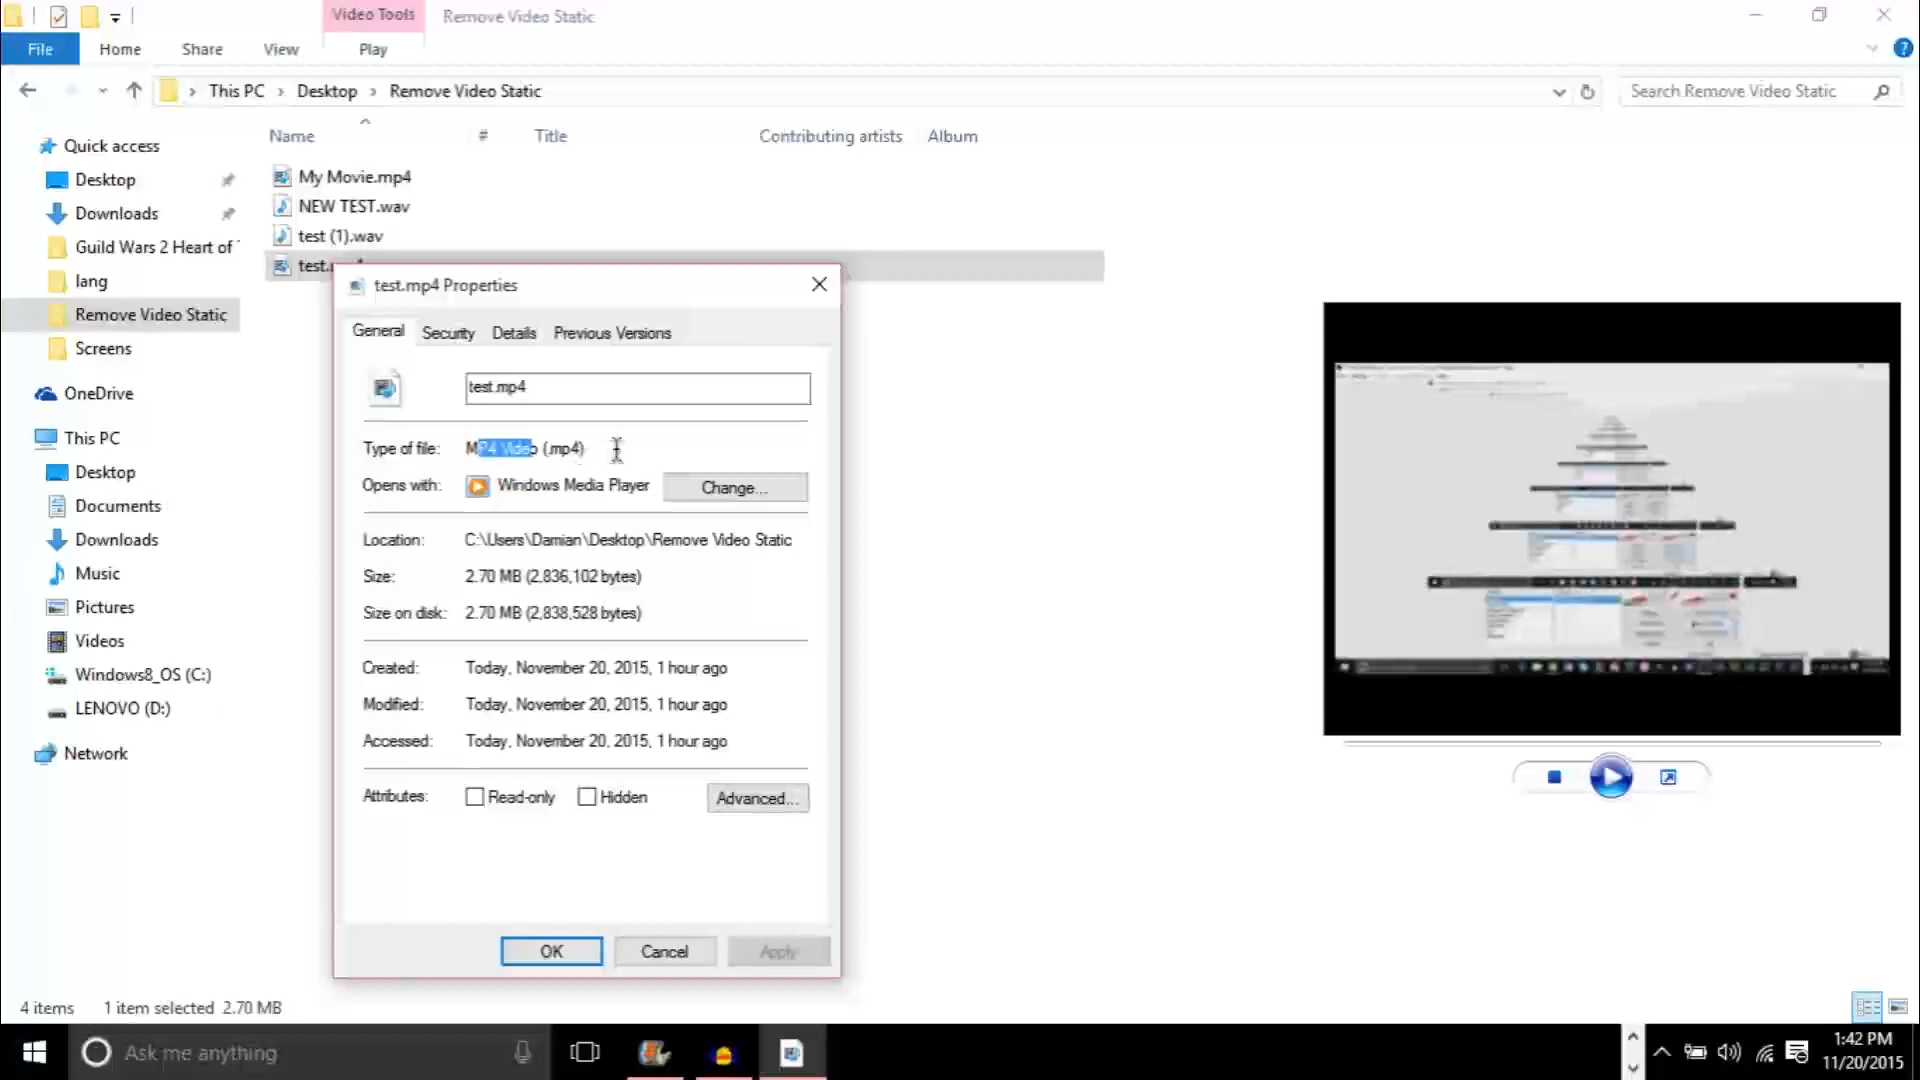 Video Tools
Remove Video Static
File
Home
Share
View
Play
This PC
Desktop
Remove Video Static
Search Remove Video Static
Name
#
Title
Contributing artists
Album
Quick access
Desktop
Downloads
Guild Wars 2 Heart of
lang
Remove Video Static
Screens
OneDrive
This PC
Desktop
Documents
Downloads
Music
Pictures
Videos
Windows8_OS (C:)
LENOVO (D:)
Network
My Movie.mp4
NEW TEST.wav
test (1).wav
test.
test.mp4 Properties
General
Security
Details
Previous Versions
test.mp4
Type of file: MP4 Video (.mp4)
Opens with: Windows Media Player
Change...
Location: C:\Users\Damian\Desktop\Remove Video Static
Size: 2.70 MB (2,836,102 bytes)
Size on disk: 2.70 MB (2,838,528 bytes)
Created: Today, November 20, 2015, 1 hour ago
Modified: Today, November 20, 2015, 1 hour ago
Accessed: Today, November 20, 2015, 1 hour ago
Attributes: Read-only Hidden
Advanced...
OK
Cancel
Apply
4 items 1 item selected 2.70 MB
Ask me anything
1:42 PM
11/20/2015